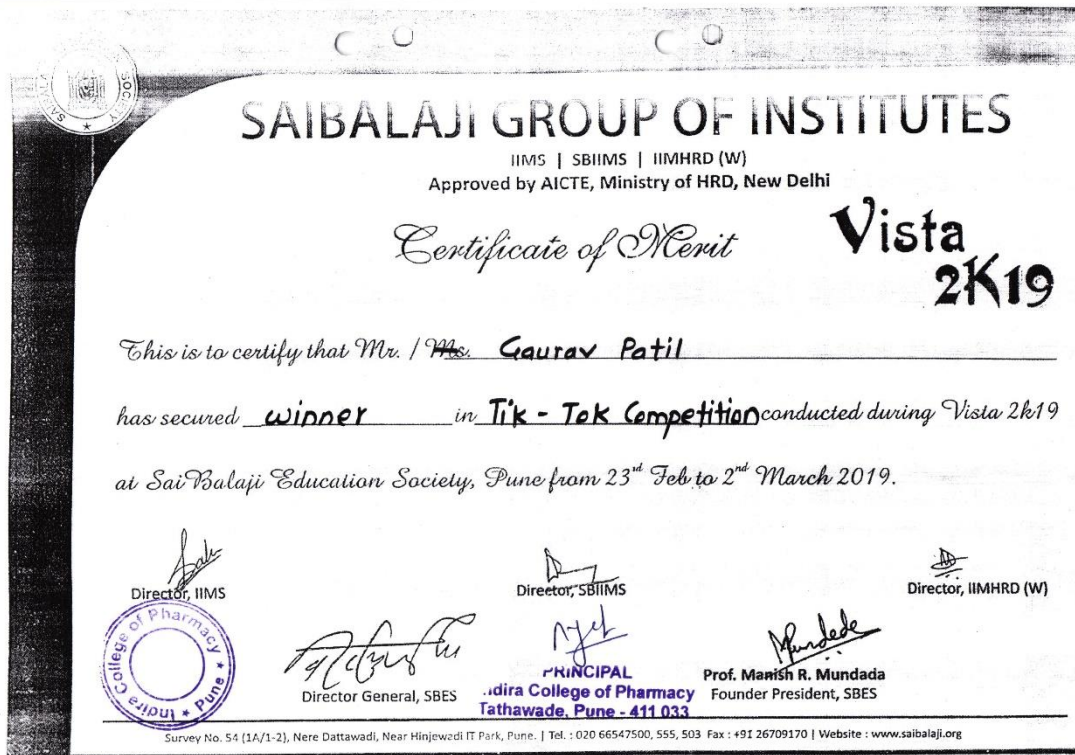 SAIBALAJI GROUP OF INSTITUTES
IIMS | SBIIMS | IIMHRD (W)
Approved by AICTE, Ministry of HRD, New Delhi
Certificate of Merit
Vista
2K19
This is to certify that Mr. / Ms. Gaurav Patil
has secured winner in Tik - Tok Competition conducted during Vista 2k19
at Sai Balaji Education Society, Pune from 23rd Feb to 2nd March 2019.
Director, IIMS
Director, SBIIMS
Director, IIMHRD (W)
Indira College of Pharmacy * Pune *
Director General, SBES
PRINCIPAL
.dira College of Pharmacy
Tathawade, Pune - 411 033
Prof. Manish R. Mundada
Founder President, SBES
Survey No. 54 (1A/1-2), Nere Dattawadi, Near Hinjewadi IT Park, Pune. | Tel. : 020 66547500, 555, 503 Fax : +91 26709170 | Website : www.saibalaji.org